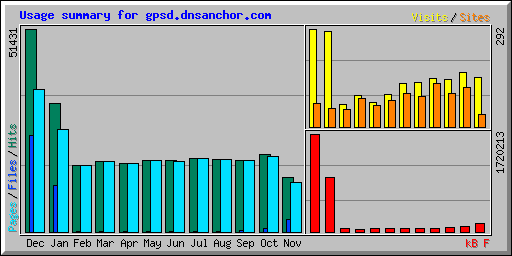 Usage summary for gpsd.dnsanchor.com
Visits / Sites
51431
292
Pages / Files / Hits
1720213
Dec Jan Feb Mar Apr May Jun Jul Aug Sep Oct Nov
kB F